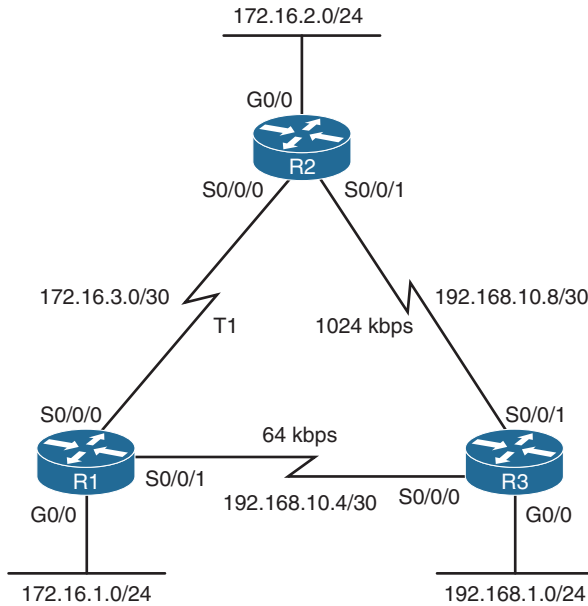 172.16.2.0/24
G0/0
R2
S0/0/0
S0/0/1
172.16.3.0/30
192.168.10.8/30
T1
1024 kbps
S0/0/0
S0/0/1
64 kbps
R1
S0/0/1
S0/0/0
R3
192.168.10.4/30
G0/0
G0/0
172.16.1.0/24
192.168.1.0/24